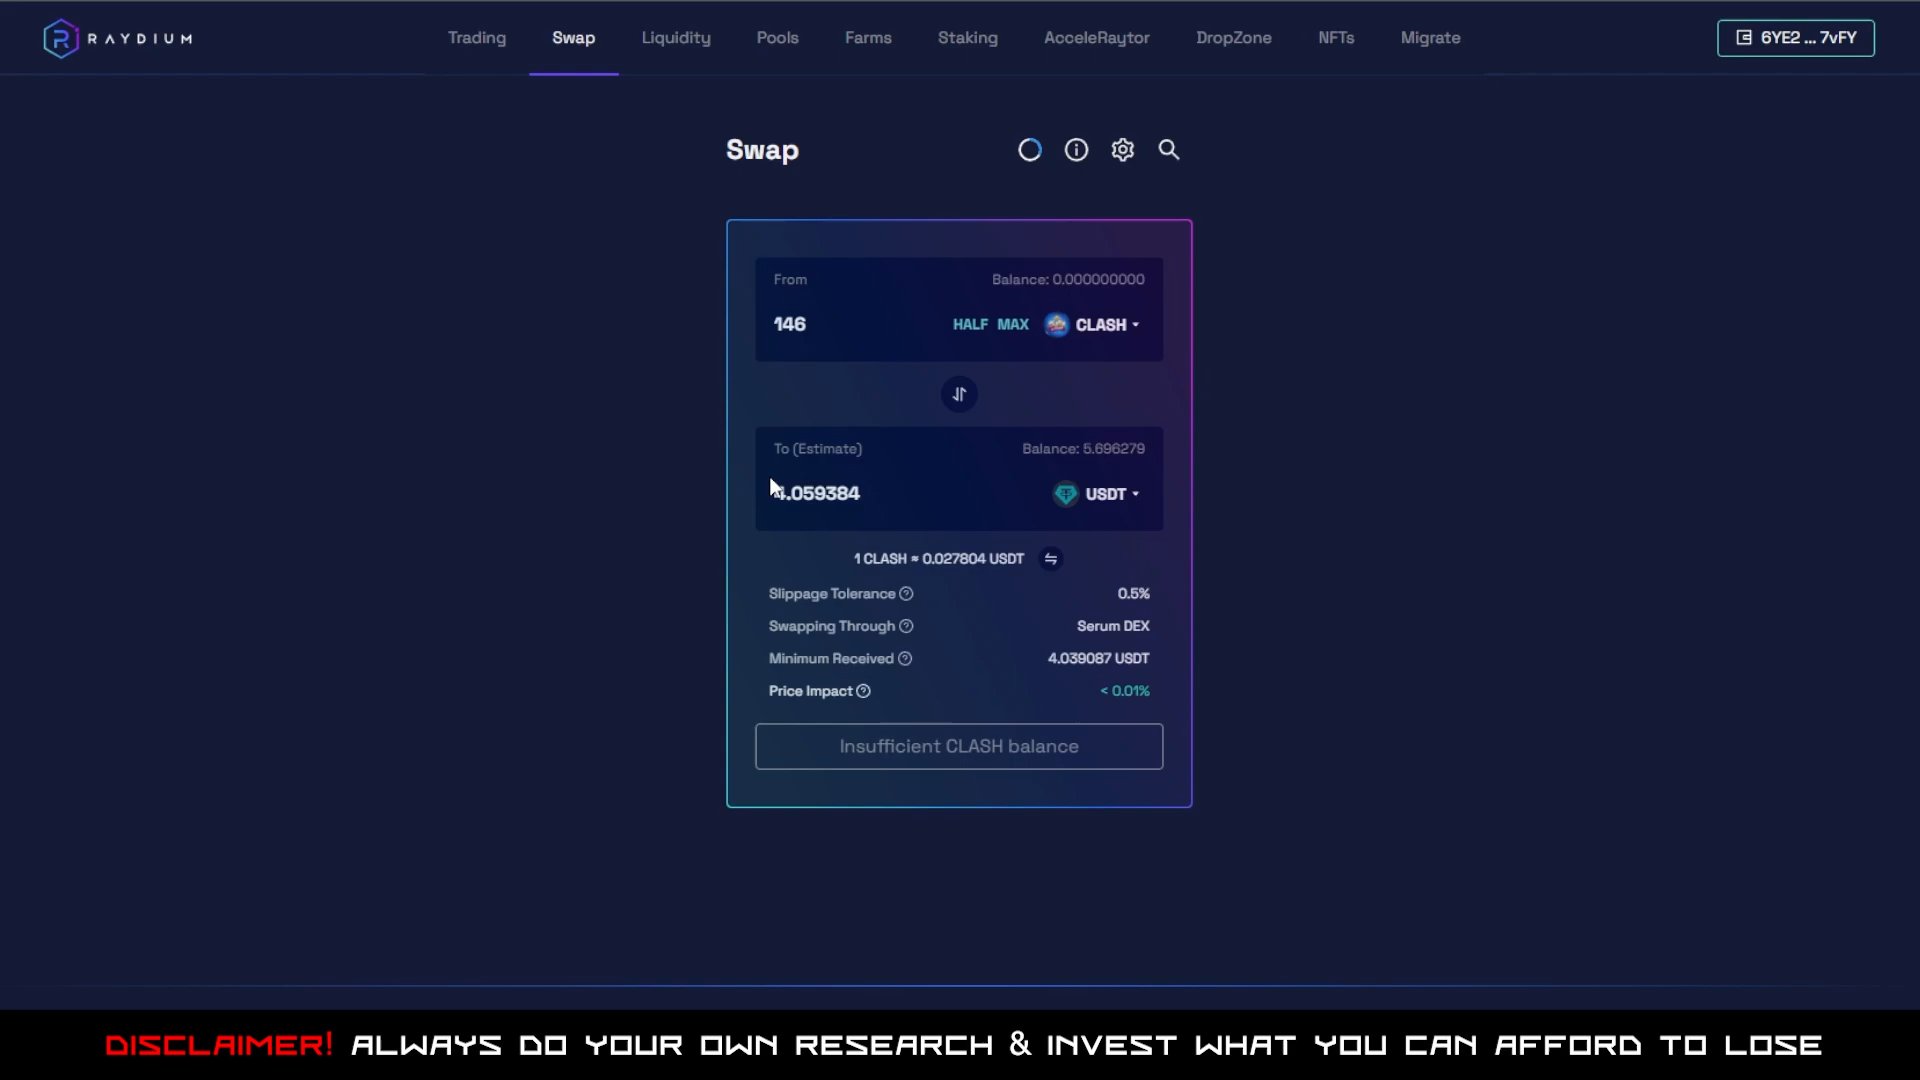 RAYDIUM
Trading Swap Liquidity Pools Farms Staking AcceleRaytor DropZone NFTs Migrate
6YE2 ... 7vFY
Swap
From Balance: 0.000000000
146 HALF MAX CLASH
To (Estimate) Balance: 5.696279
4.059384 USDT
1 CLASH ≈ 0.027804 USDT
Slippage Tolerance 0.5%
Swapping Through Serum DEX
Minimum Received 4.039087 USDT
Price Impact < 0.01%
Insufficient CLASH balance
DISCLAIMER! ALWAYS DO YOUR OWN RESEARCH & INVEST WHAT YOU CAN AFFORD TO LOSE